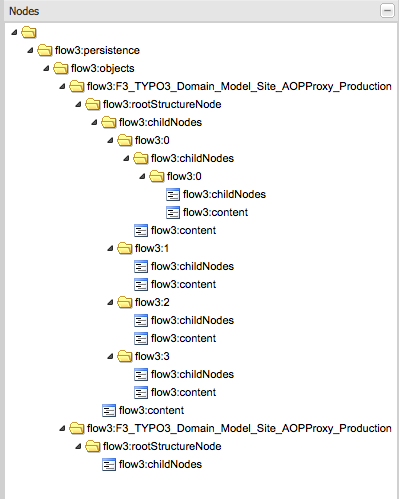 Nodes
flow3:persistence
flow3:objects
flow3:F3_TYPO3_Domain_Model_Site_AOPProxy_Production
flow3:rootStructureNode
flow3:childNodes
flow3:0
flow3:childNodes
flow3:0
flow3:childNodes
flow3:content
flow3:content
flow3:1
flow3:childNodes
flow3:content
flow3:2
flow3:childNodes
flow3:content
flow3:3
flow3:childNodes
flow3:content
flow3:content
flow3:F3_TYPO3_Domain_Model_Site_AOPProxy_Production
flow3:rootStructureNode
flow3:childNodes